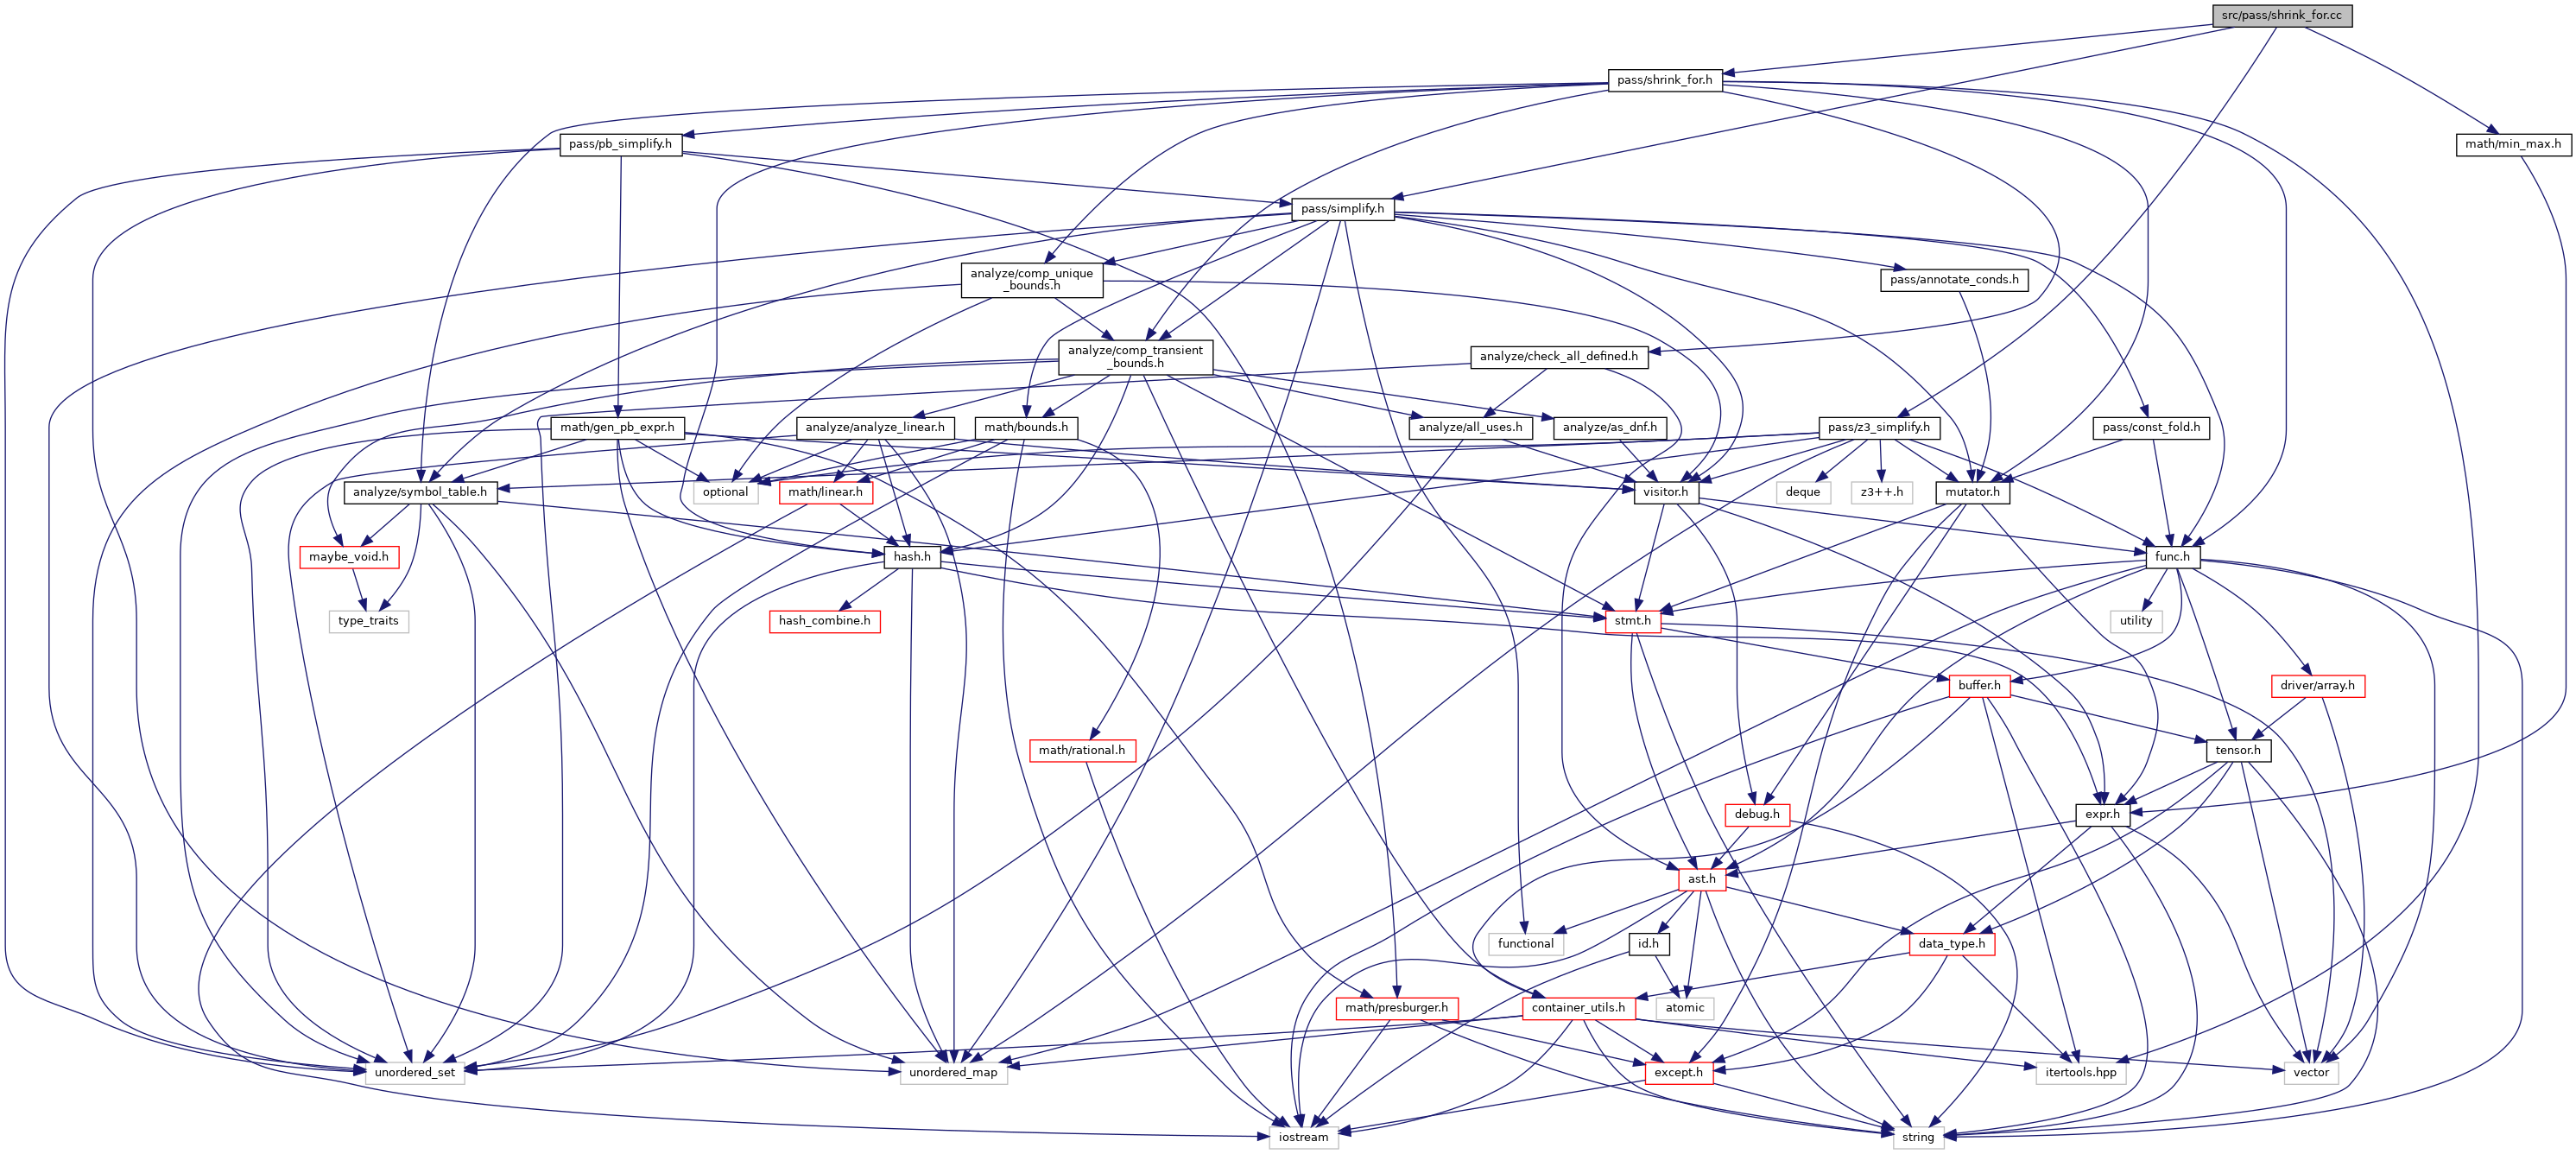 src/pass/shrink_for.cc
pass/shrink_for.h
pass/pb_simplify.h
math/min_max.h
pass/simplify.h
analyze/comp_unique
_bounds.h
pass/annotate_conds.h
analyze/comp_transient
_bounds.h
analyze/check_all_defined.h
math/gen_pb_expr.h
analyze/analyze_linear.h
math/bounds.h
analyze/all_uses.h
analyze/as_dnf.h
pass/z3_simplify.h
pass/const_fold.h
analyze/symbol_table.h
optional
math/linear.h
visitor.h
deque
z3++.h
mutator.h
maybe_void.h
hash.h
func.h
type_traits
hash_combine.h
stmt.h
utility
buffer.h
driver/array.h
math/rational.h
tensor.h
debug.h
expr.h
ast.h
functional
id.h
data_type.h
math/presburger.h
container_utils.h
atomic
unordered_set
unordered_map
except.h
itertools.hpp
vector
iostream
string